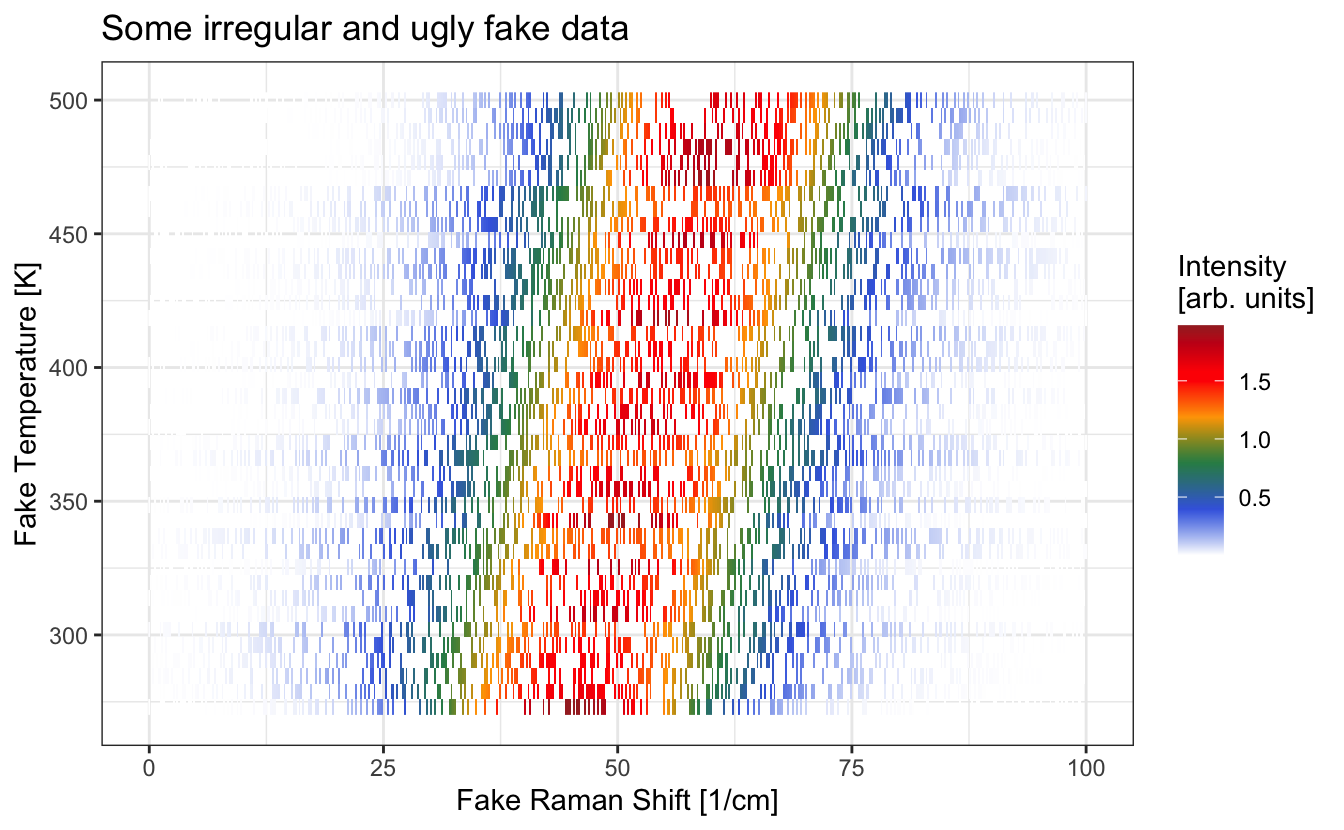 Some irregular and ugly fake data
Fake Temperature [K]
500
450
400
350
300
0 25 50 75 100
Fake Raman Shift [1/cm]
Intensity
[arb. units]
1.5
1.0
0.5